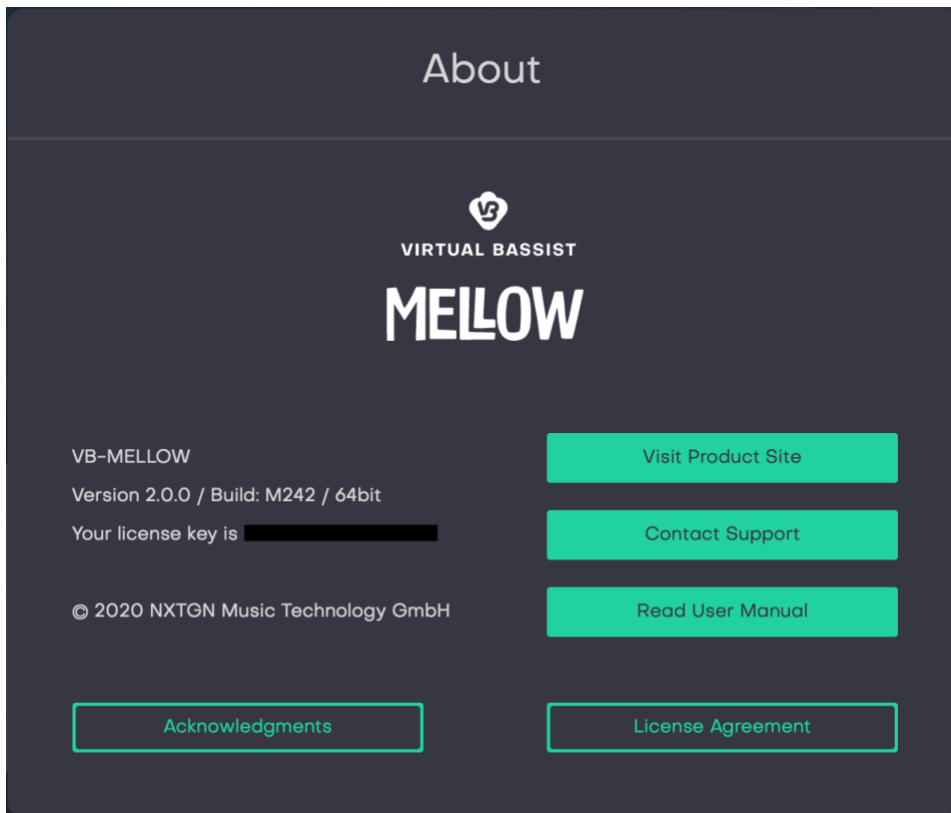 About
VB
VIRTUAL BASSIST
MELLOW
VB-MELLOW
Version 2.0.0 / Build: M242 / 64bit
Your license key is
© 2020 NXTGN Music Technology GmbH
Visit Product Site
Contact Support
Read User Manual
Acknowledgments
License Agreement